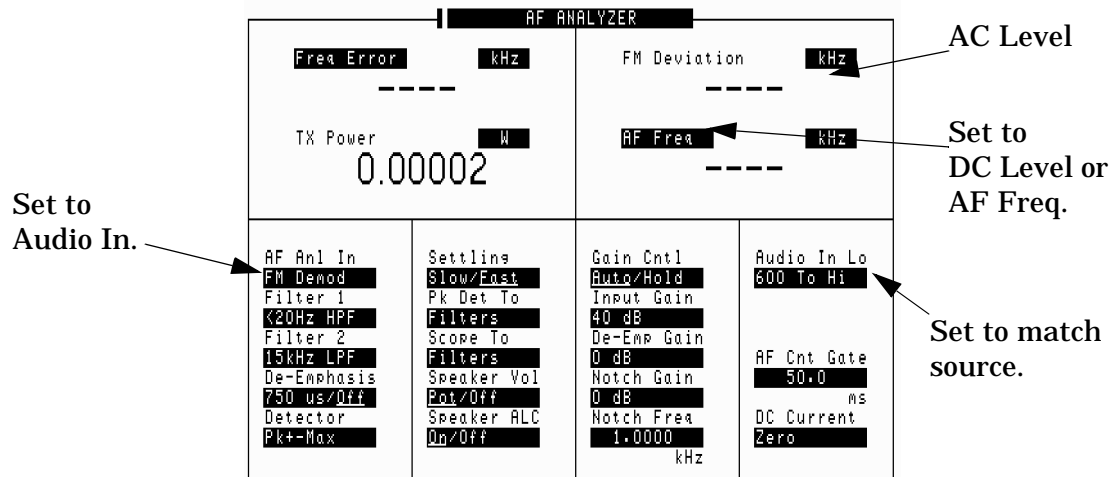 AF ANALYZER
Freq Error kHz
FM Deviation kHz
TX Power W
0.00002
AF Freq kHz
AC Level
Set to
DC Level or
AF Freq.
Set to
Audio In.
AF Anl In
FM Demod
Filter 1
<20Hz HPF
Filter 2
15kHz LPF
De-Emphasis
750 us/Off
Detector
Pk+-Max
Settling
Slow/Fast
Pk Det To
Filters
Scope To
Filters
Speaker Vol
Pot/Off
Speaker ALC
On/Off
Gain Cntl
Auto/Hold
Input Gain
40 dB
De-Emp Gain
0 dB
Notch Gain
0 dB
Notch Freq
1.0000
kHz
Audio In Lo
600 To Hi
AF Cnt Gate
50.0
ms
DC Current
Zero
Set to match
source.